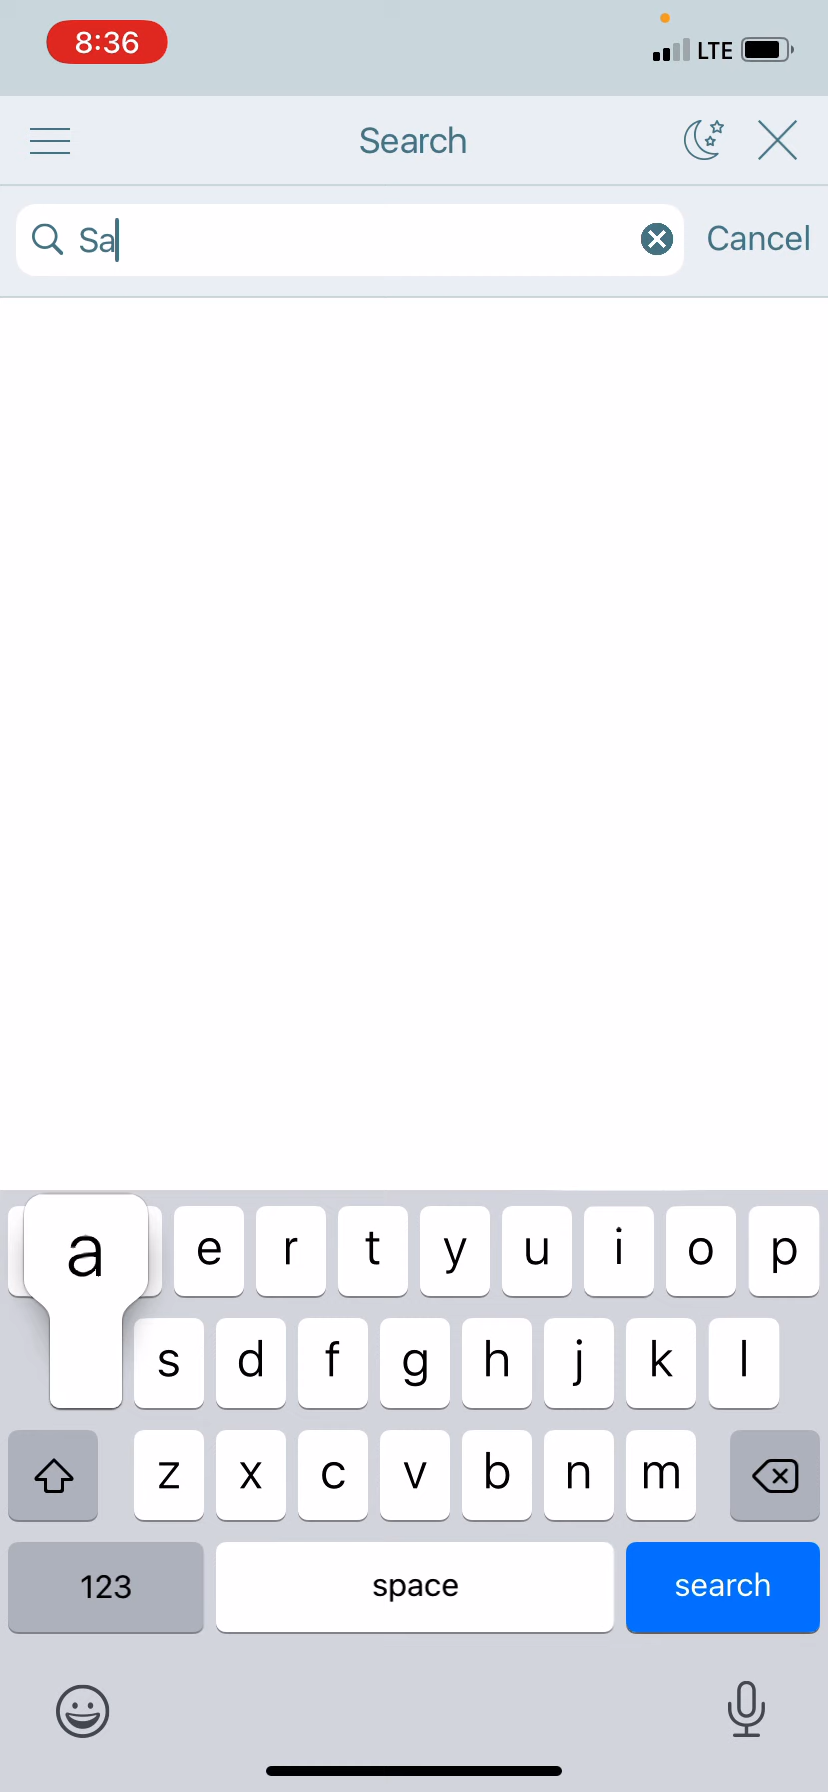 8:36 LTE
Search
Sa Cancel
a e r t y u i o p
s d f g h j k l
z x c v b n m
123 space search